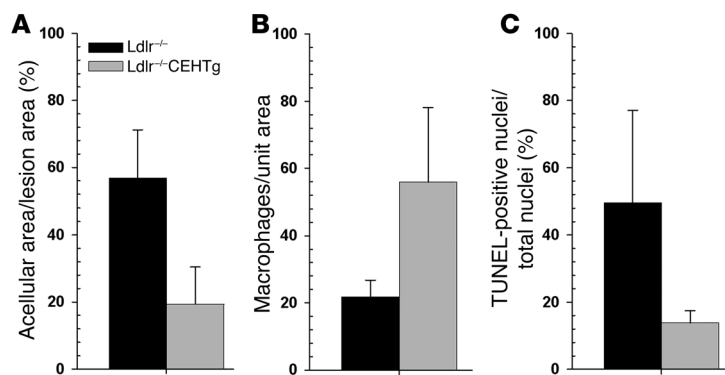 A
100
80
60
40
20
0
Acellular area/lesion area (%)
Ldlr⁻/⁻
Ldlr⁻/⁻CEHTg
B
100
80
60
40
20
0
Macrophages/unit area
C
100
80
60
40
20
0
TUNEL-positive nuclei/
total nuclei (%)